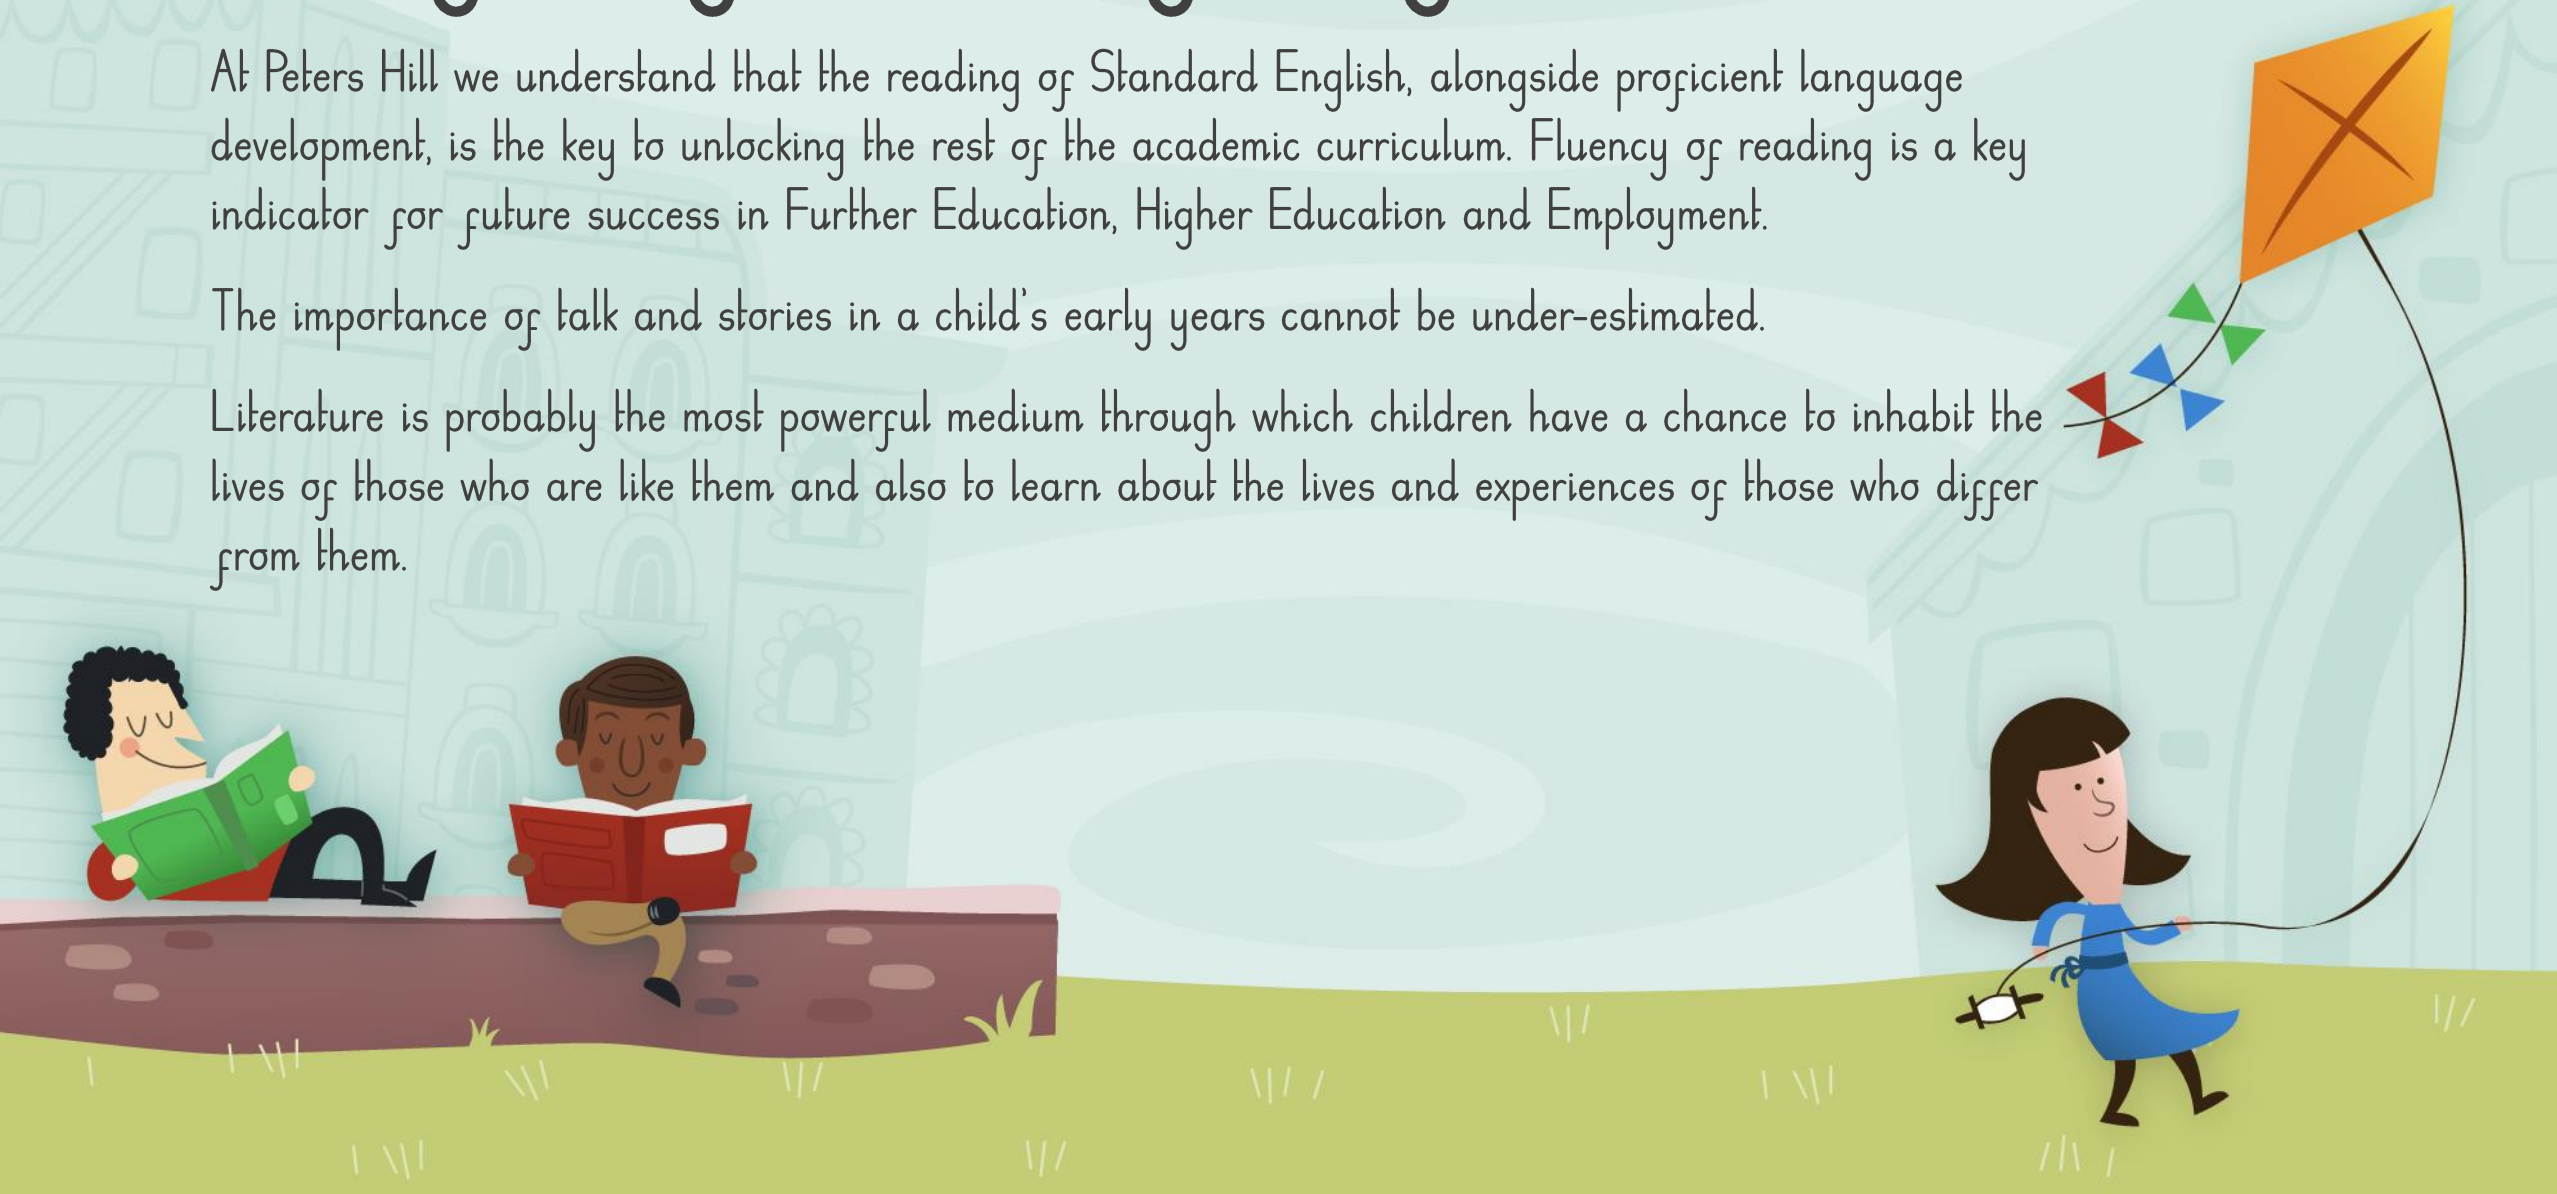 At Peters Hill we understand that the reading of Standard English, alongside proficient language
development, is the key to unlocking the rest of the academic curriculum. Fluency of reading is a key
indicator for future success in Further Education, Higher Education and Employment.
The importance of talk and stories in a child's early years cannot be under-estimated.
Literature is probably the most powerful medium through which children have a chance to inhabit the
lives of those who are like them and also to learn about the lives and experiences of those who differ
from them.